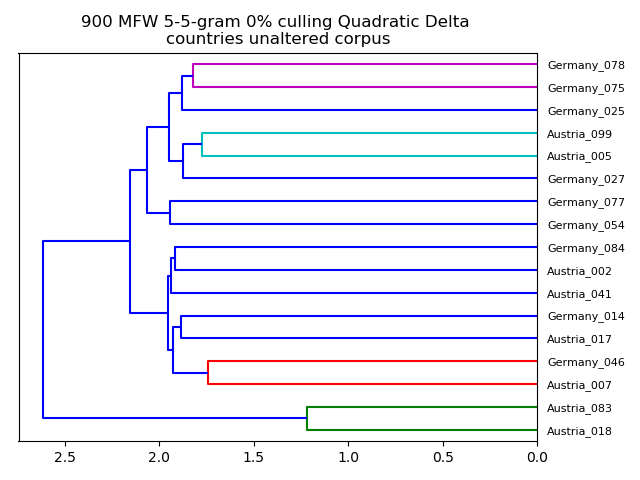 900 MFW 5-5-gram 0% culling Quadratic Delta
countries unaltered corpus
Germany_078
Germany_075
Germany_025
Austria_099
Austria_005
Germany_027
Germany_077
Germany_054
Germany_084
Austria_002
Austria_041
Germany_014
Austria_017
Germany_046
Austria_007
Austria_083
Austria_018
2.5 2.0 1.5 1.0 0.5 0.0